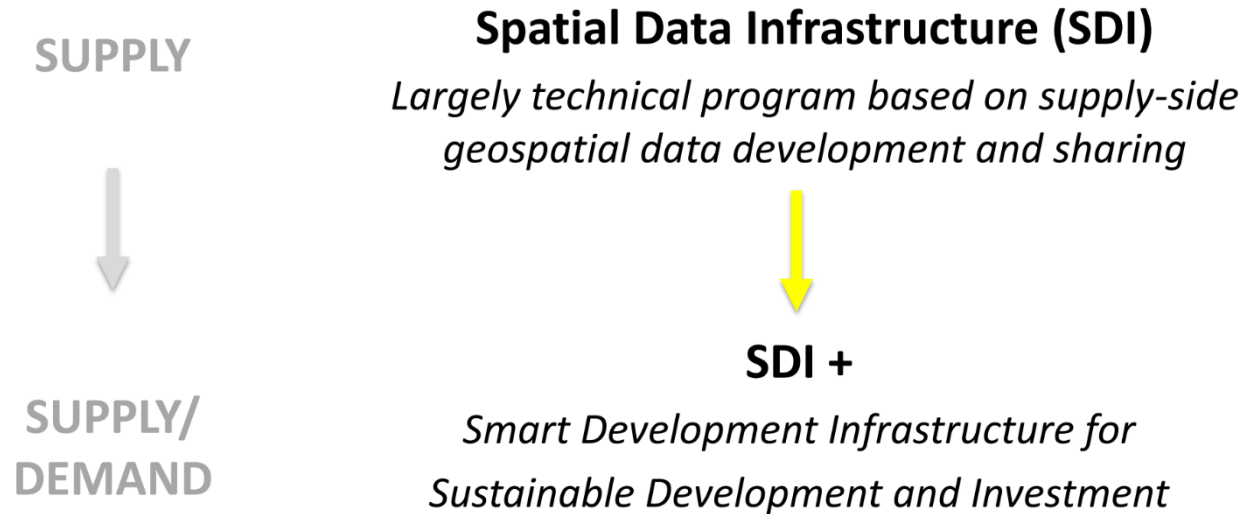 SUPPLY
Spatial Data Infrastructure (SDI)
Largely technical program based on supply-side
geospatial data development and sharing
SUPPLY/
DEMAND
SDI +
Smart Development Infrastructure for
Sustainable Development and Investment